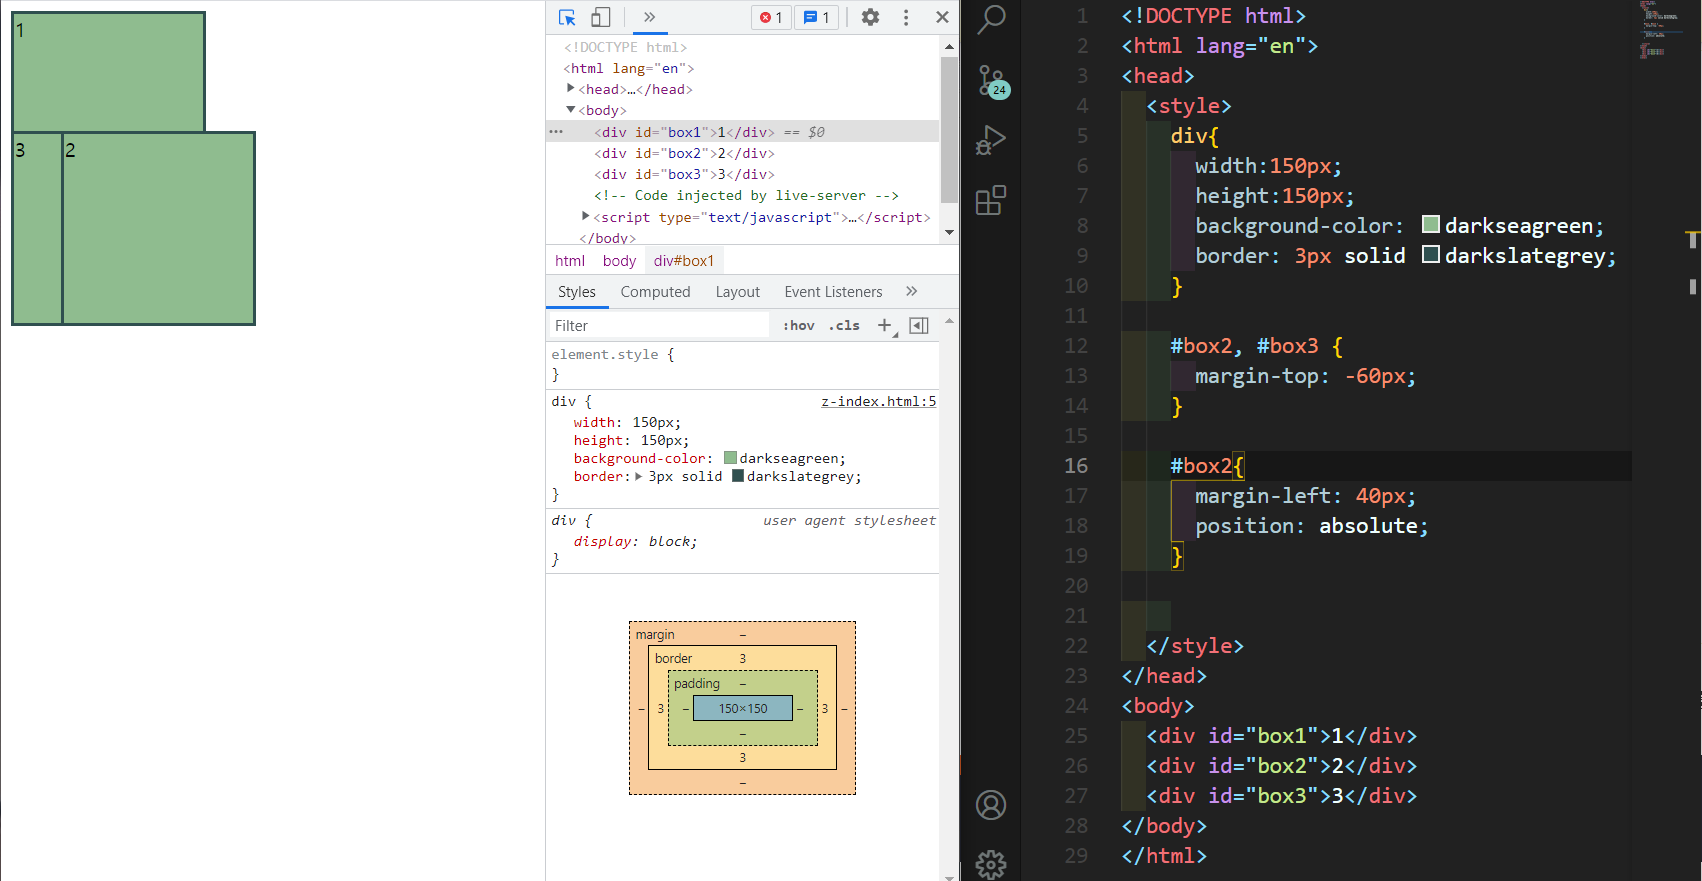 1
3 2
1 1
<!DOCTYPE html>
<html lang="en">
<head>…</head>
<body>
<div id="box1">1</div> == $0
<div id="box2">2</div>
<div id="box3">3</div>
<!-- Code injected by live-server -->
<script type="text/javascript">…</script>
</body>
html body div#box1
Styles Computed Layout Event Listeners »
Filter :hov .cls +
element.style {
}
div { z-index.html:5
width: 150px;
height: 150px;
background-color: darkseagreen;
border: 3px solid darkslategrey;
}
div { user agent stylesheet
display: block;
}
margin –
border 3
padding –
– 3 – 150×150 – 3 –
–
3
–
24
1 <!DOCTYPE html>
2 <html lang="en">
3 <head>
4 <style>
5 div{
6 width:150px;
7 height:150px;
8 background-color: darkseagreen;
9 border: 3px solid darkslategrey;
10 }
11
12 #box2, #box3 {
13 margin-top: -60px;
14 }
15
16 #box2{
17 margin-left: 40px;
18 position: absolute;
19 }
20
21
22 </style>
23 </head>
24 <body>
25 <div id="box1">1</div>
26 <div id="box2">2</div>
27 <div id="box3">3</div>
28 </body>
29 </html>